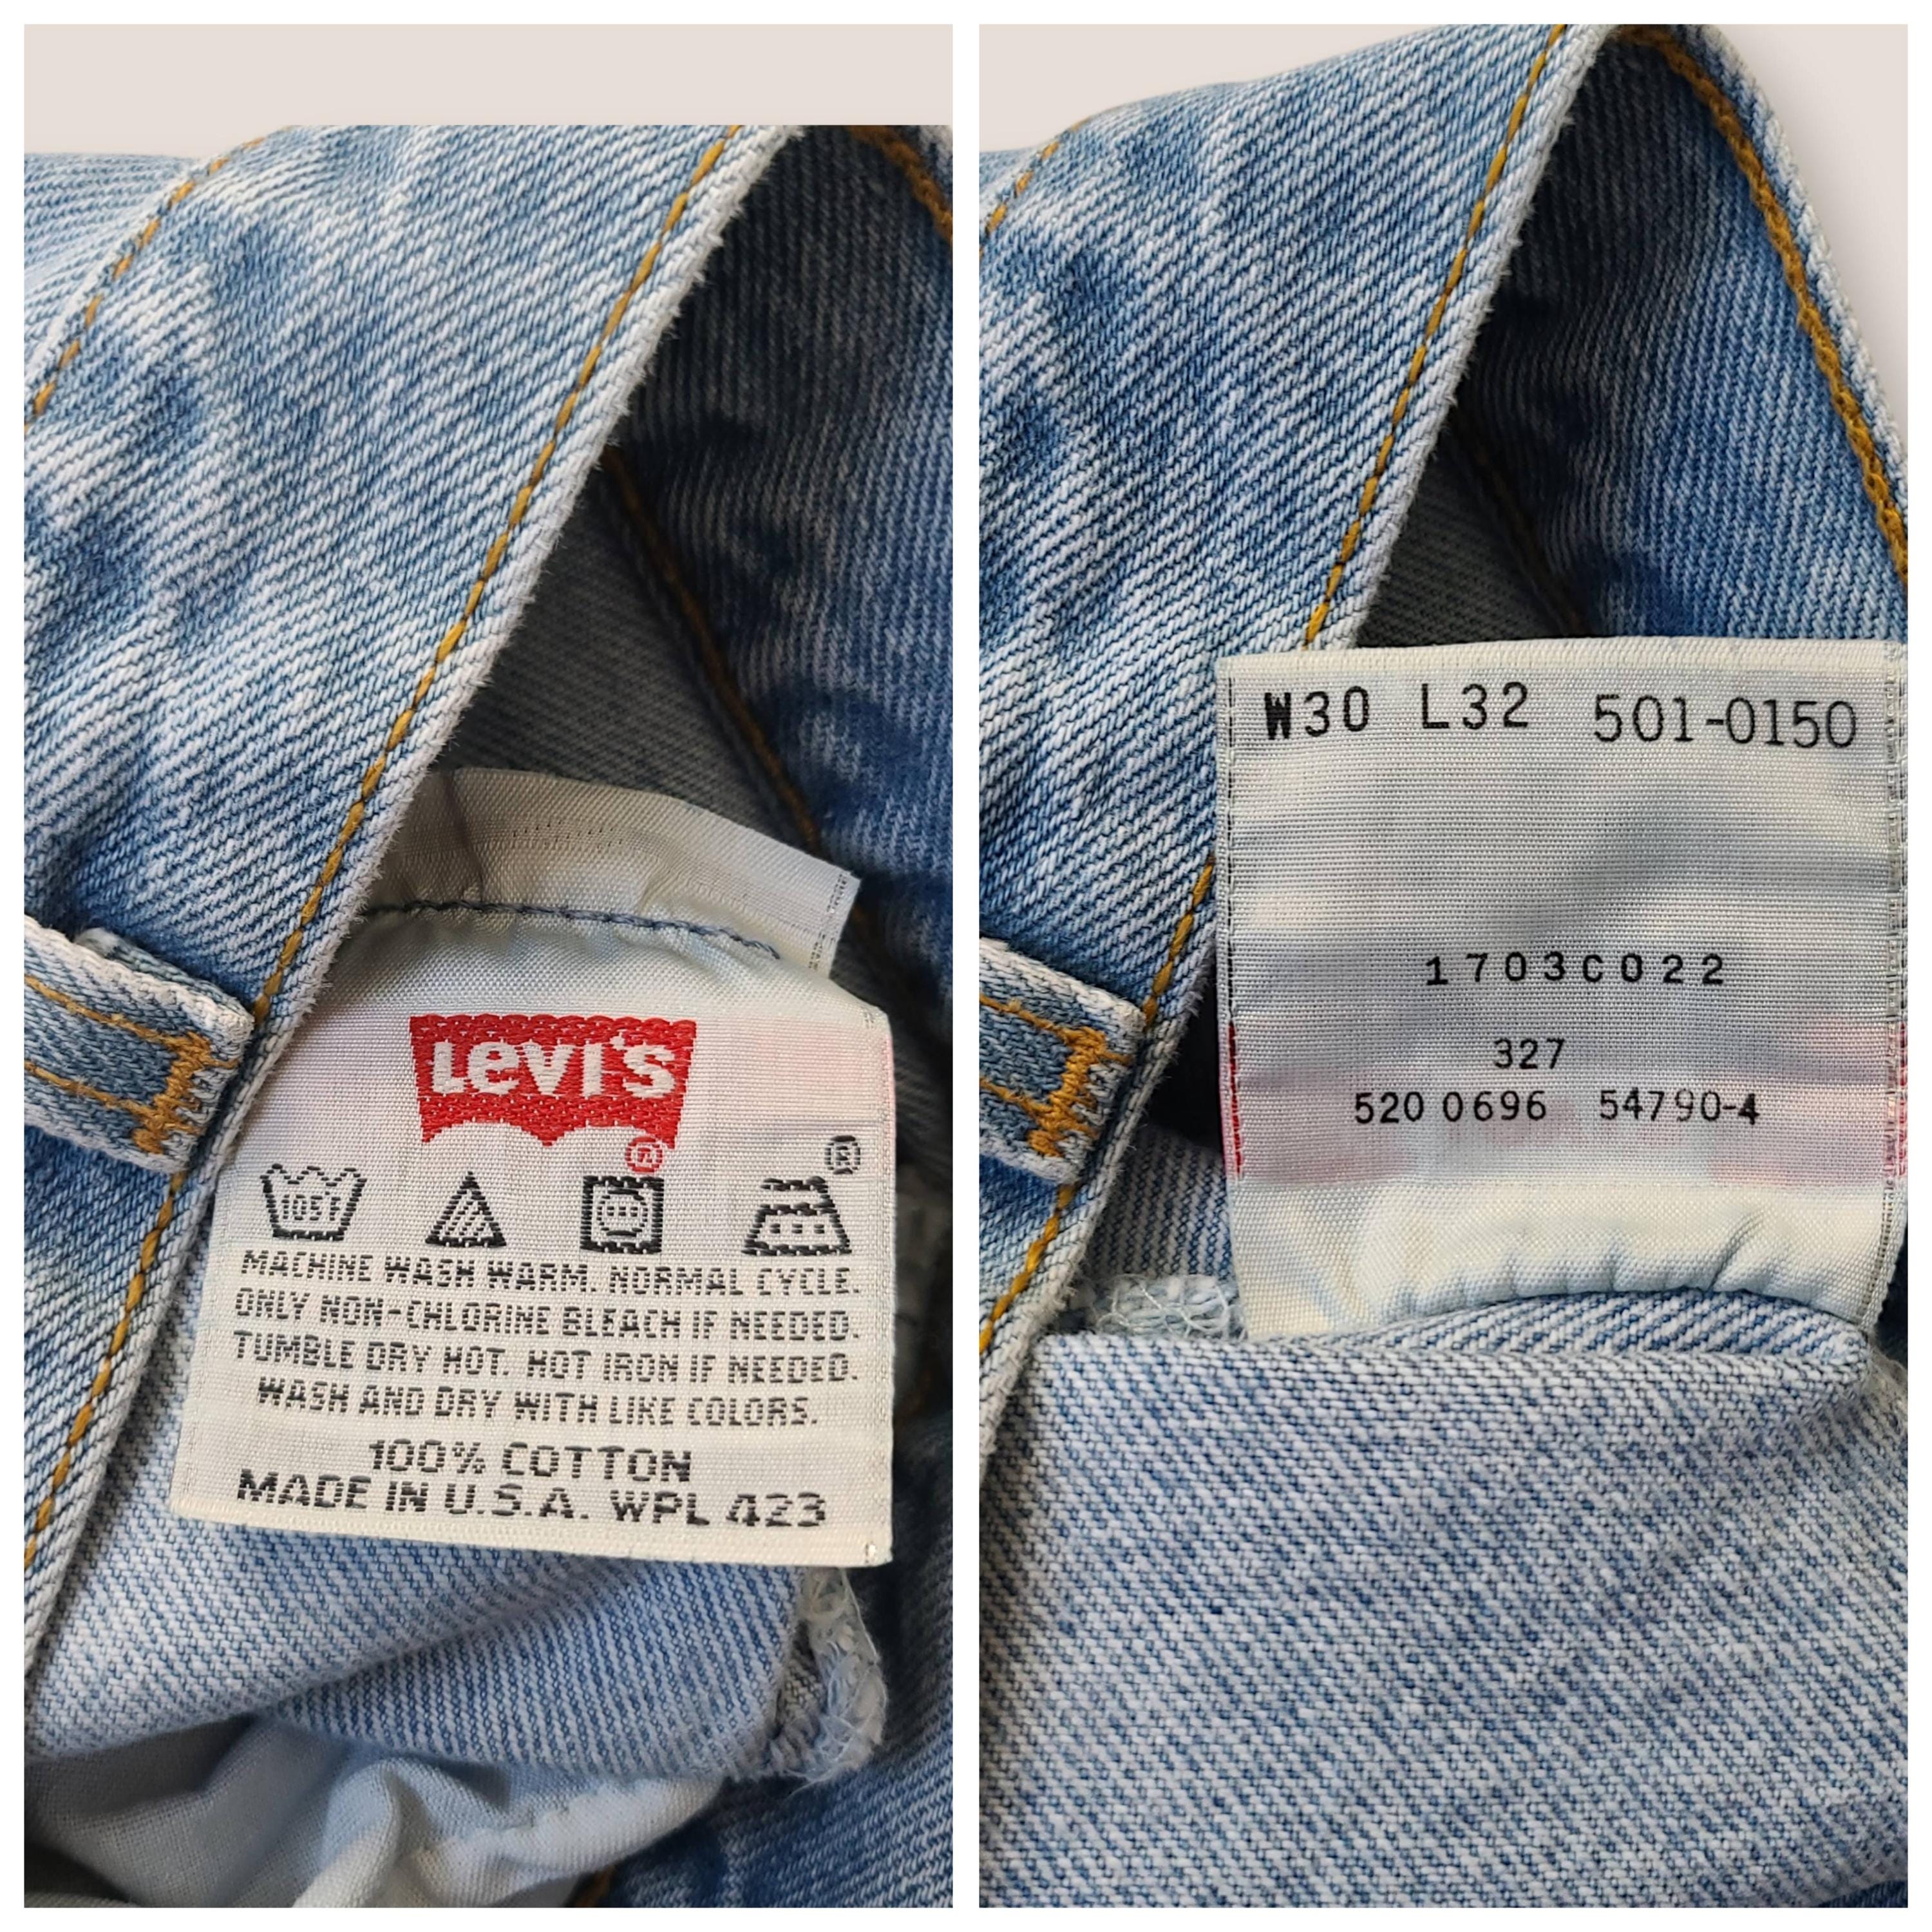 LEVI'S
®
®
105°F
MACHINE WASH WARM. NORMAL CYCLE.
ONLY NON-CHLORINE BLEACH IF NEEDED.
TUMBLE DRY HOT. HOT IRON IF NEEDED.
WASH AND DRY WITH LIKE COLORS.
100% COTTON
MADE IN U.S.A. WPL 423
W30 L32 501-0150
1703C022
327
520 0696 54790-4